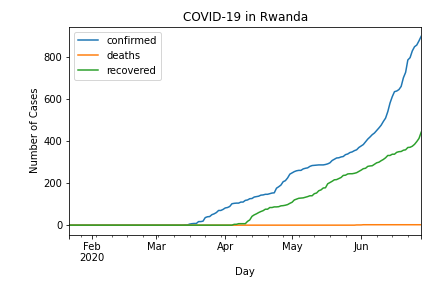 COVID-19 in Rwanda
confirmed
deaths
recovered
Number of Cases
800
600
400
200
0
Feb
2020
Mar
Apr
May
Jun
Day